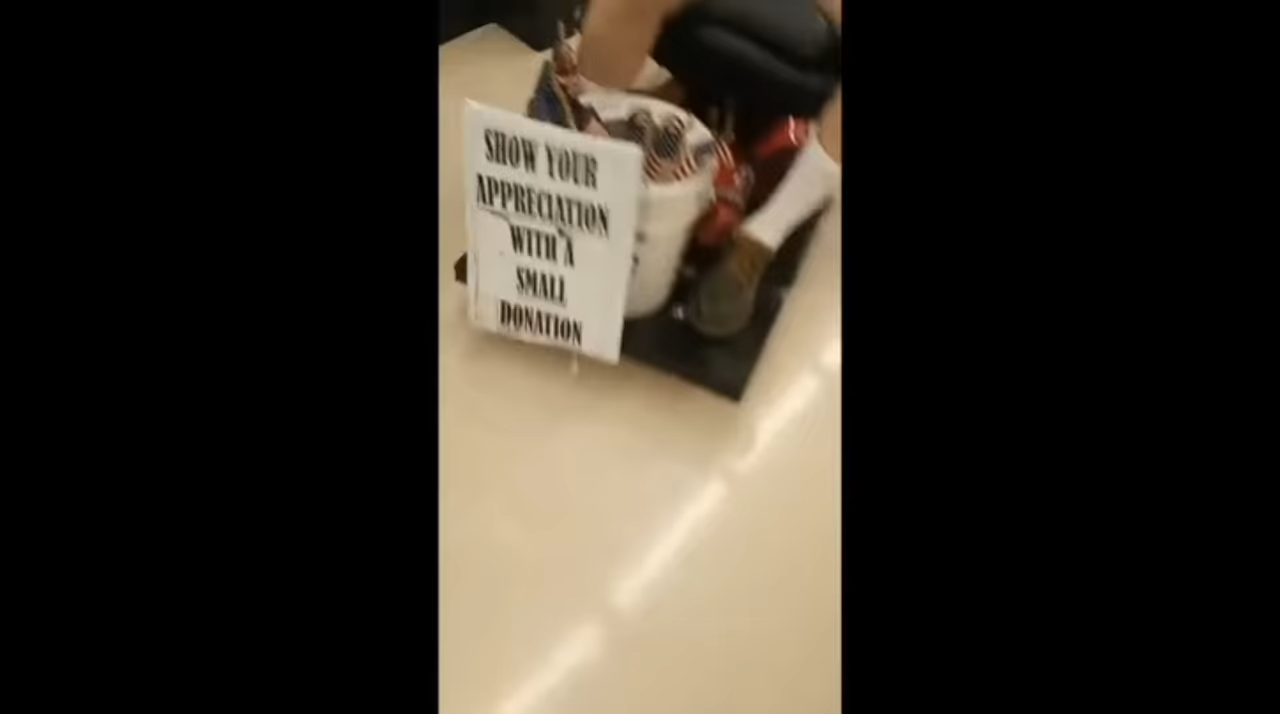 SHOW YOUR
APPRECIATION
WITH A
SMALL
DONATION